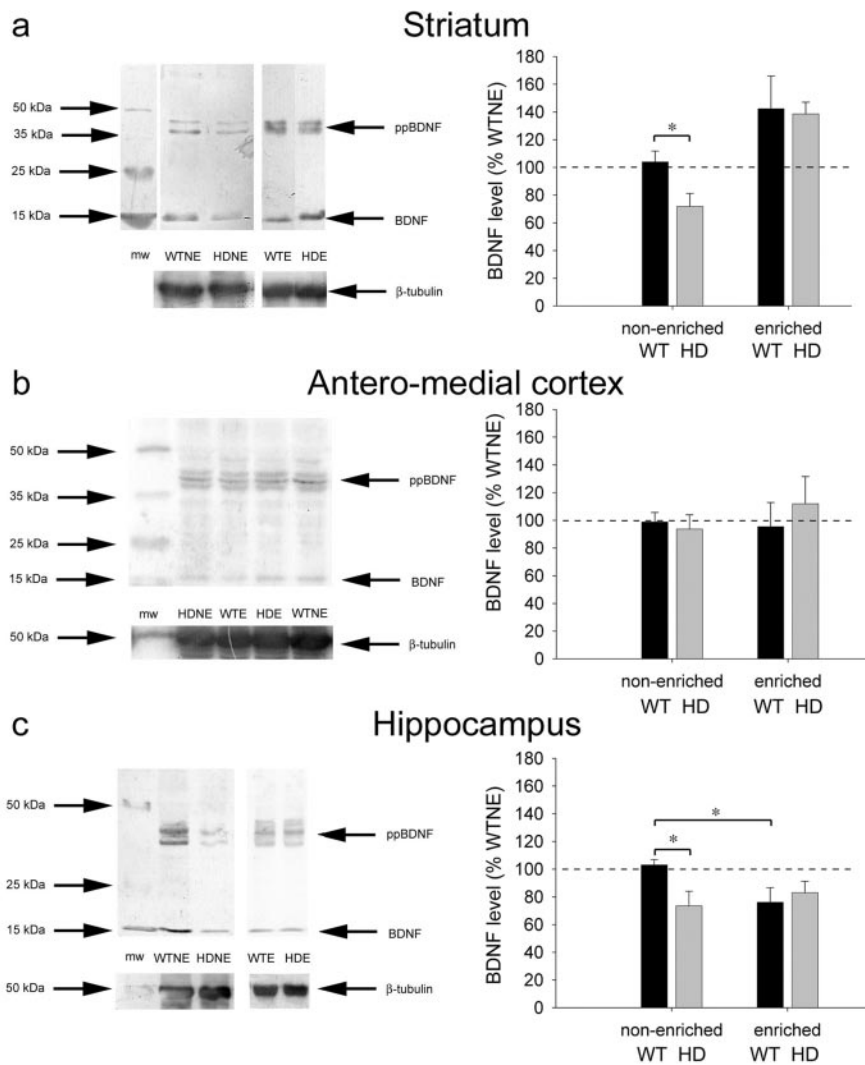 a Striatum
50 kDa
35 kDa
25 kDa
15 kDa
ppBDNF
BDNF
mw WTNE HDNE WTE HDE
β-tubulin
BDNF level (% WTNE)
180
160
140
120
100
80
60
40
20
0
*
non-enriched enriched
WT HD WT HD
b Antero-medial cortex
50 kDa
35 kDa
25 kDa
15 kDa
ppBDNF
BDNF
mw HDNE WTE HDE WTNE
50 kDa
β-tubulin
BDNF level (% WTNE)
180
160
140
120
100
80
60
40
20
0
non-enriched enriched
WT HD WT HD
c Hippocampus
50 kDa
25 kDa
15 kDa
ppBDNF
BDNF
mw WTNE HDNE WTE HDE
50 kDa
β-tubulin
BDNF level (% WTNE)
180
160
140
120
100
80
60
40
20
0
*
*
non-enriched enriched
WT HD WT HD